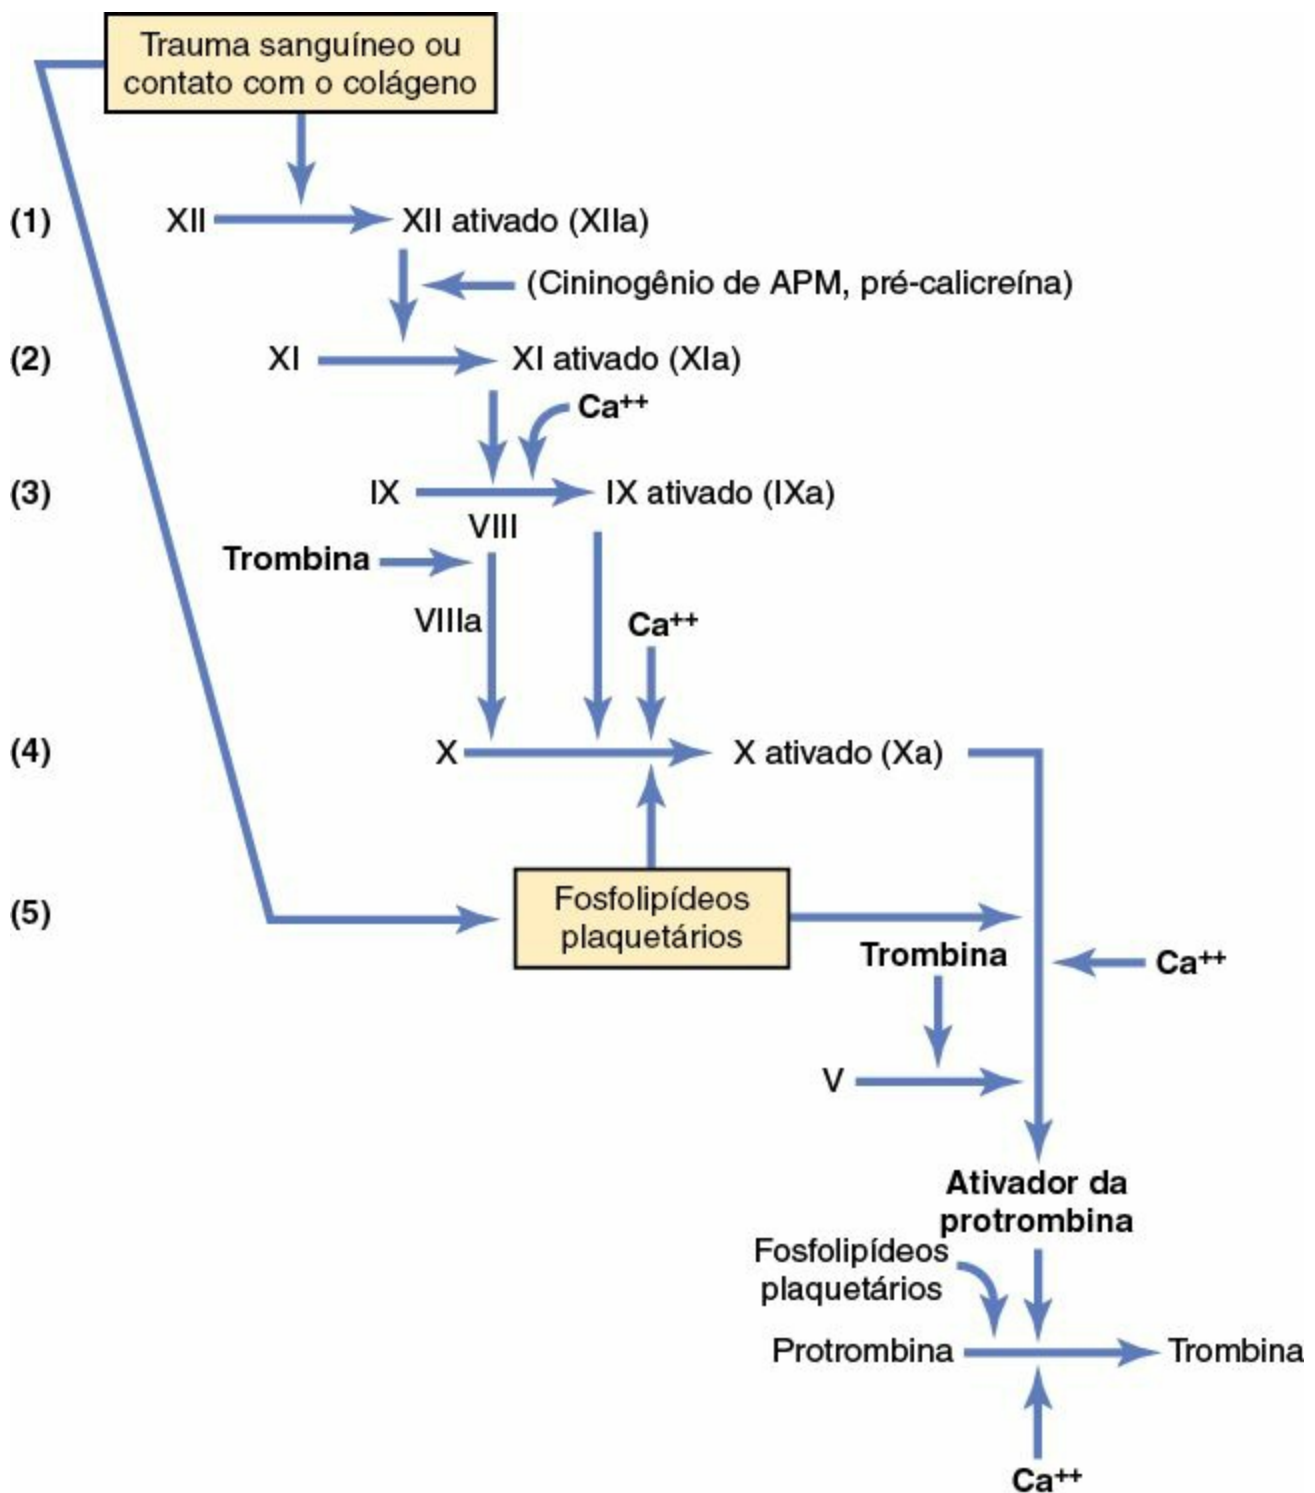 Trauma sanguíneo ou
contato com o colágeno
(1) XII XII ativado (XIIa)
(Cininogênio de APM, pré-calicreína)
(2) XI XI ativado (XIa)
Ca++
(3) IX IX ativado (IXa)
VIII
Trombina
VIIIa Ca++
(4) X X ativado (Xa)
(5) Fosfolipídeos
plaquetários
Trombina Ca++
V
Ativador da
protrombina
Fosfolipídeos
plaquetários
Protrombina Trombina
Ca++